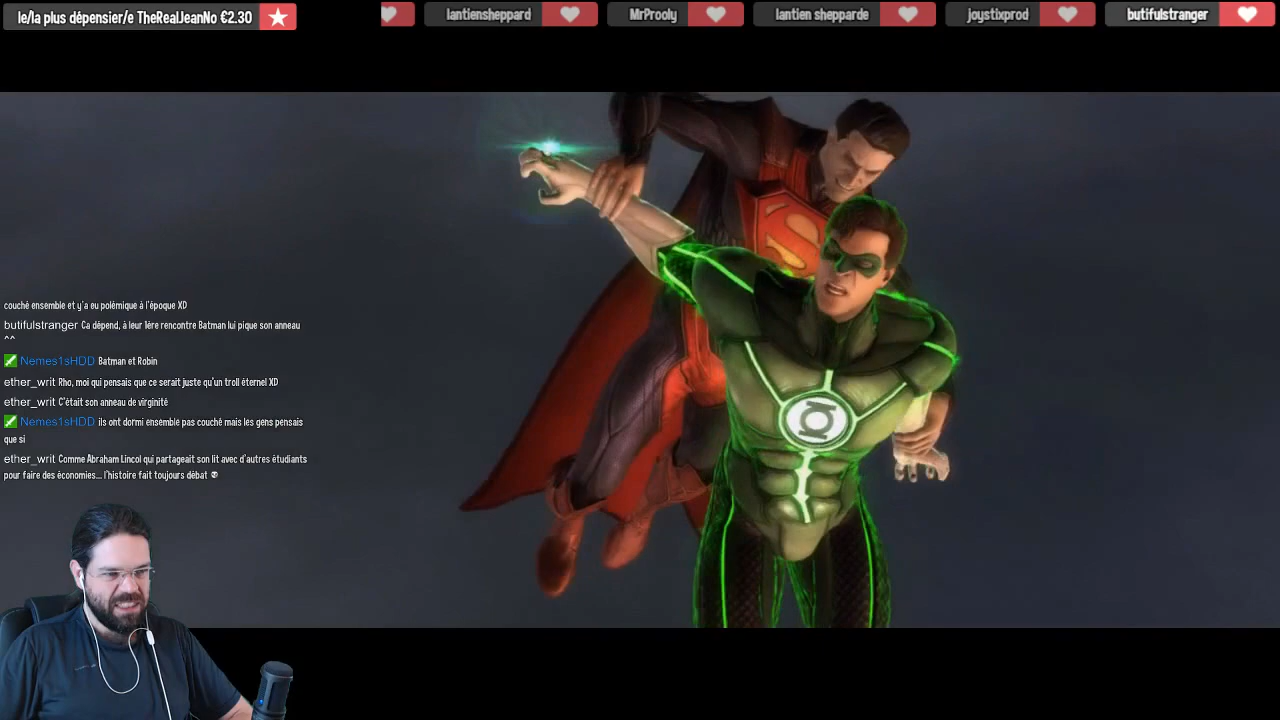 le/la plus dépensier/e TheRealJeanNo €2.30
lantiensheppard
MrProoly
lantien shepparde
joystixprod
butifulstranger
couché ensemble et y'a eu polémique à l'époque XD
butifulstranger Ca dépend, à leur 1ère rencontre Batman lui pique son anneau
^^
Nemes1sHDD Batman et Robin
ether_writ Rho, moi qui pensais que ce serait juste qu'un troll éternel XD
ether_writ C'était son anneau de virginité
Nemes1sHDD ils ont dormi ensemble pas couché mais les gens pensais
que si
ether_writ Comme Abraham Lincol qui partageait son lit avec d'autres étudiants
pour faire des économies... l'histoire fait toujours débat